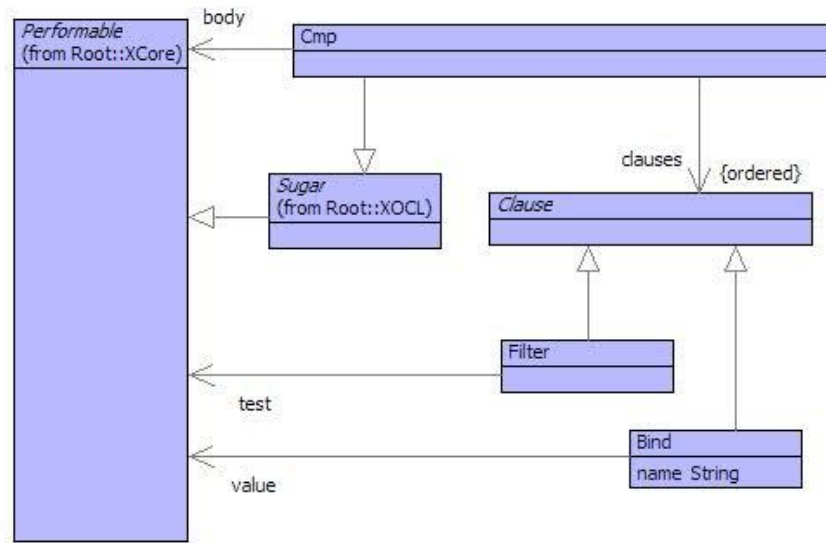 body
Performable
(from Root::XCore)
Cmp
clauses
{ordered}
Sugar
(from Root::XOCL)
Clause
Filter
test
Bind
name String
value